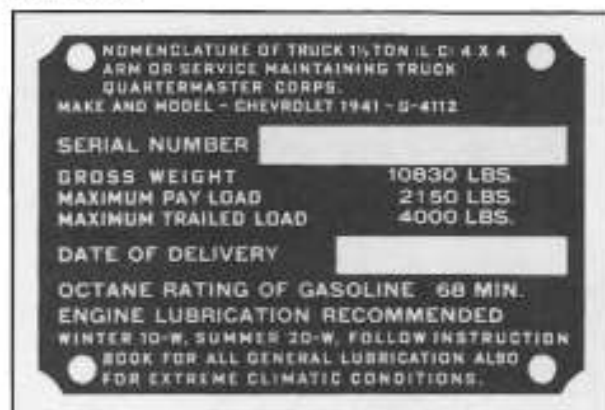 NOMENCLATURE OF TRUCK 1½ TON (L C) 4 X 4
ARM OR SERVICE MAINTAINING TRUCK
QUARTERMASTER CORPS.
MAKE AND MODEL - CHEVROLET 1941 - G-4112
SERIAL NUMBER
GROSS WEIGHT 10830 LBS.
MAXIMUM PAY LOAD 2150 LBS.
MAXIMUM TRAILED LOAD 4000 LBS.
DATE OF DELIVERY
OCTANE RATING OF GASOLINE 68 MIN.
ENGINE LUBRICATION RECOMMENDED
WINTER 10-W, SUMMER 20-W, FOLLOW INSTRUCTION
BOOK FOR ALL GENERAL LUBRICATION ALSO
FOR EXTREME CLIMATIC CONDITIONS.